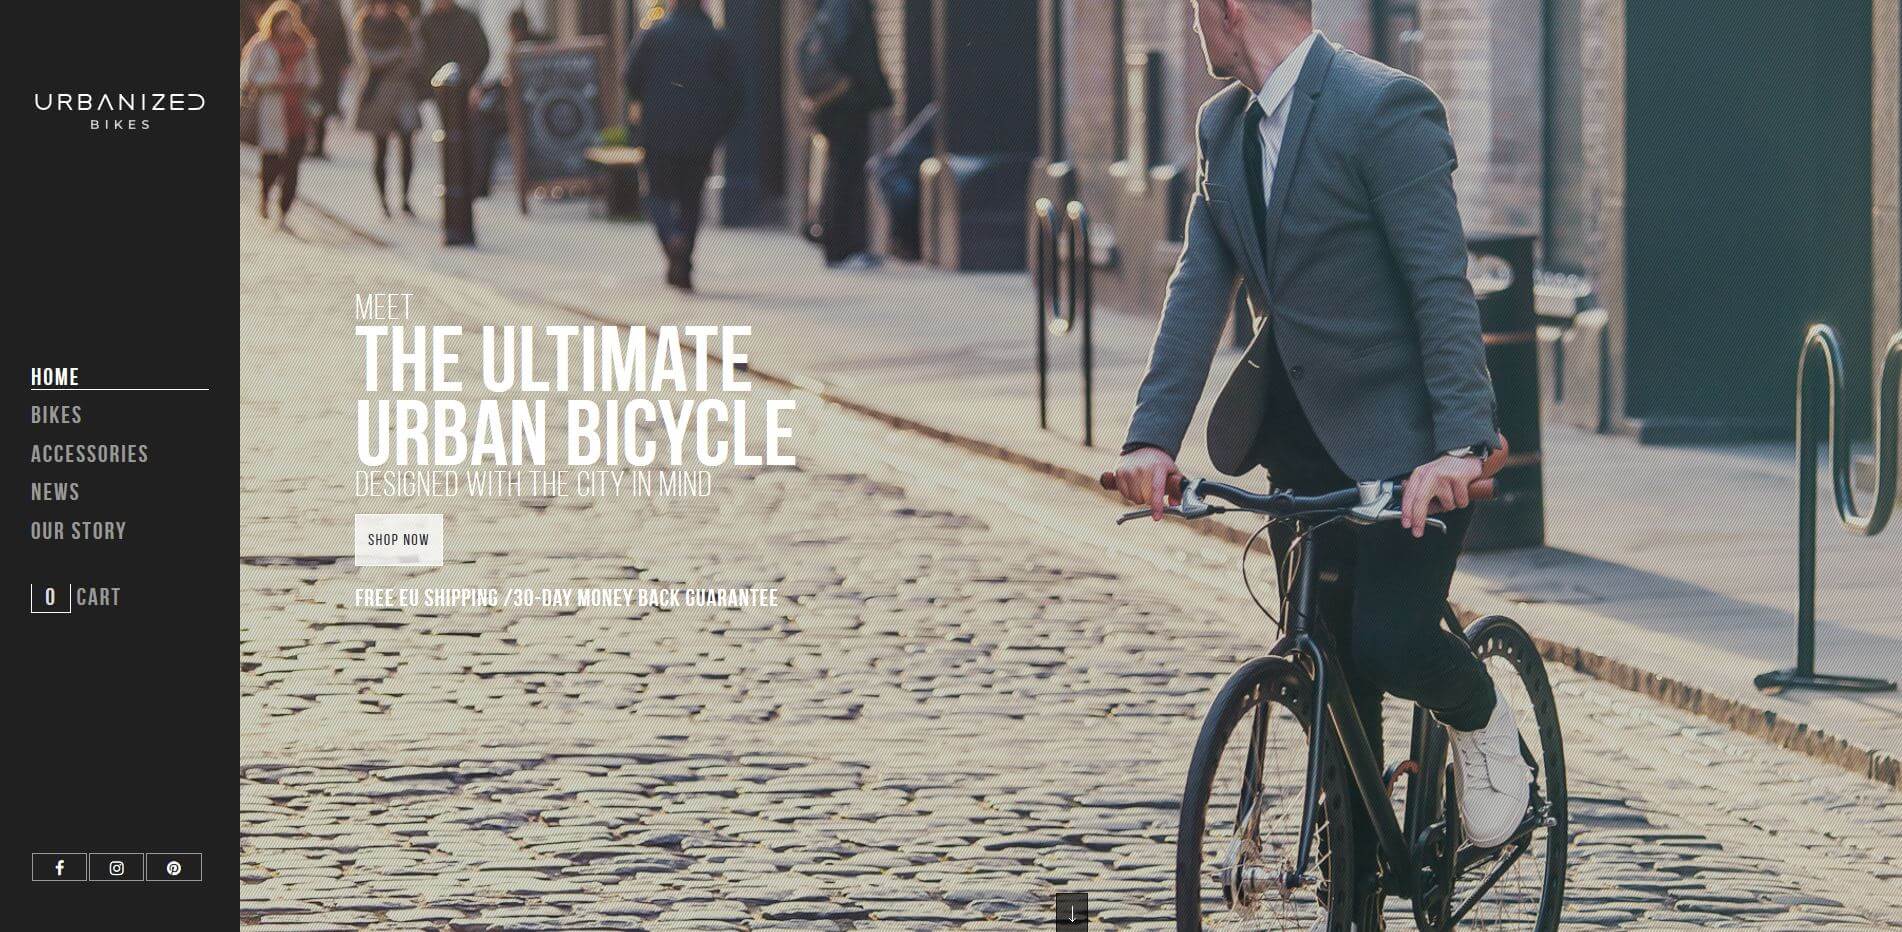 URBANIZED
BIKES
HOME
BIKES
ACCESSORIES
NEWS
OUR STORY
0 CART
MEET
THE ULTIMATE
URBAN BICYCLE
DESIGNED WITH THE CITY IN MIND
SHOP NOW
FREE EU SHIPPING /30-DAY MONEY BACK GUARANTEE